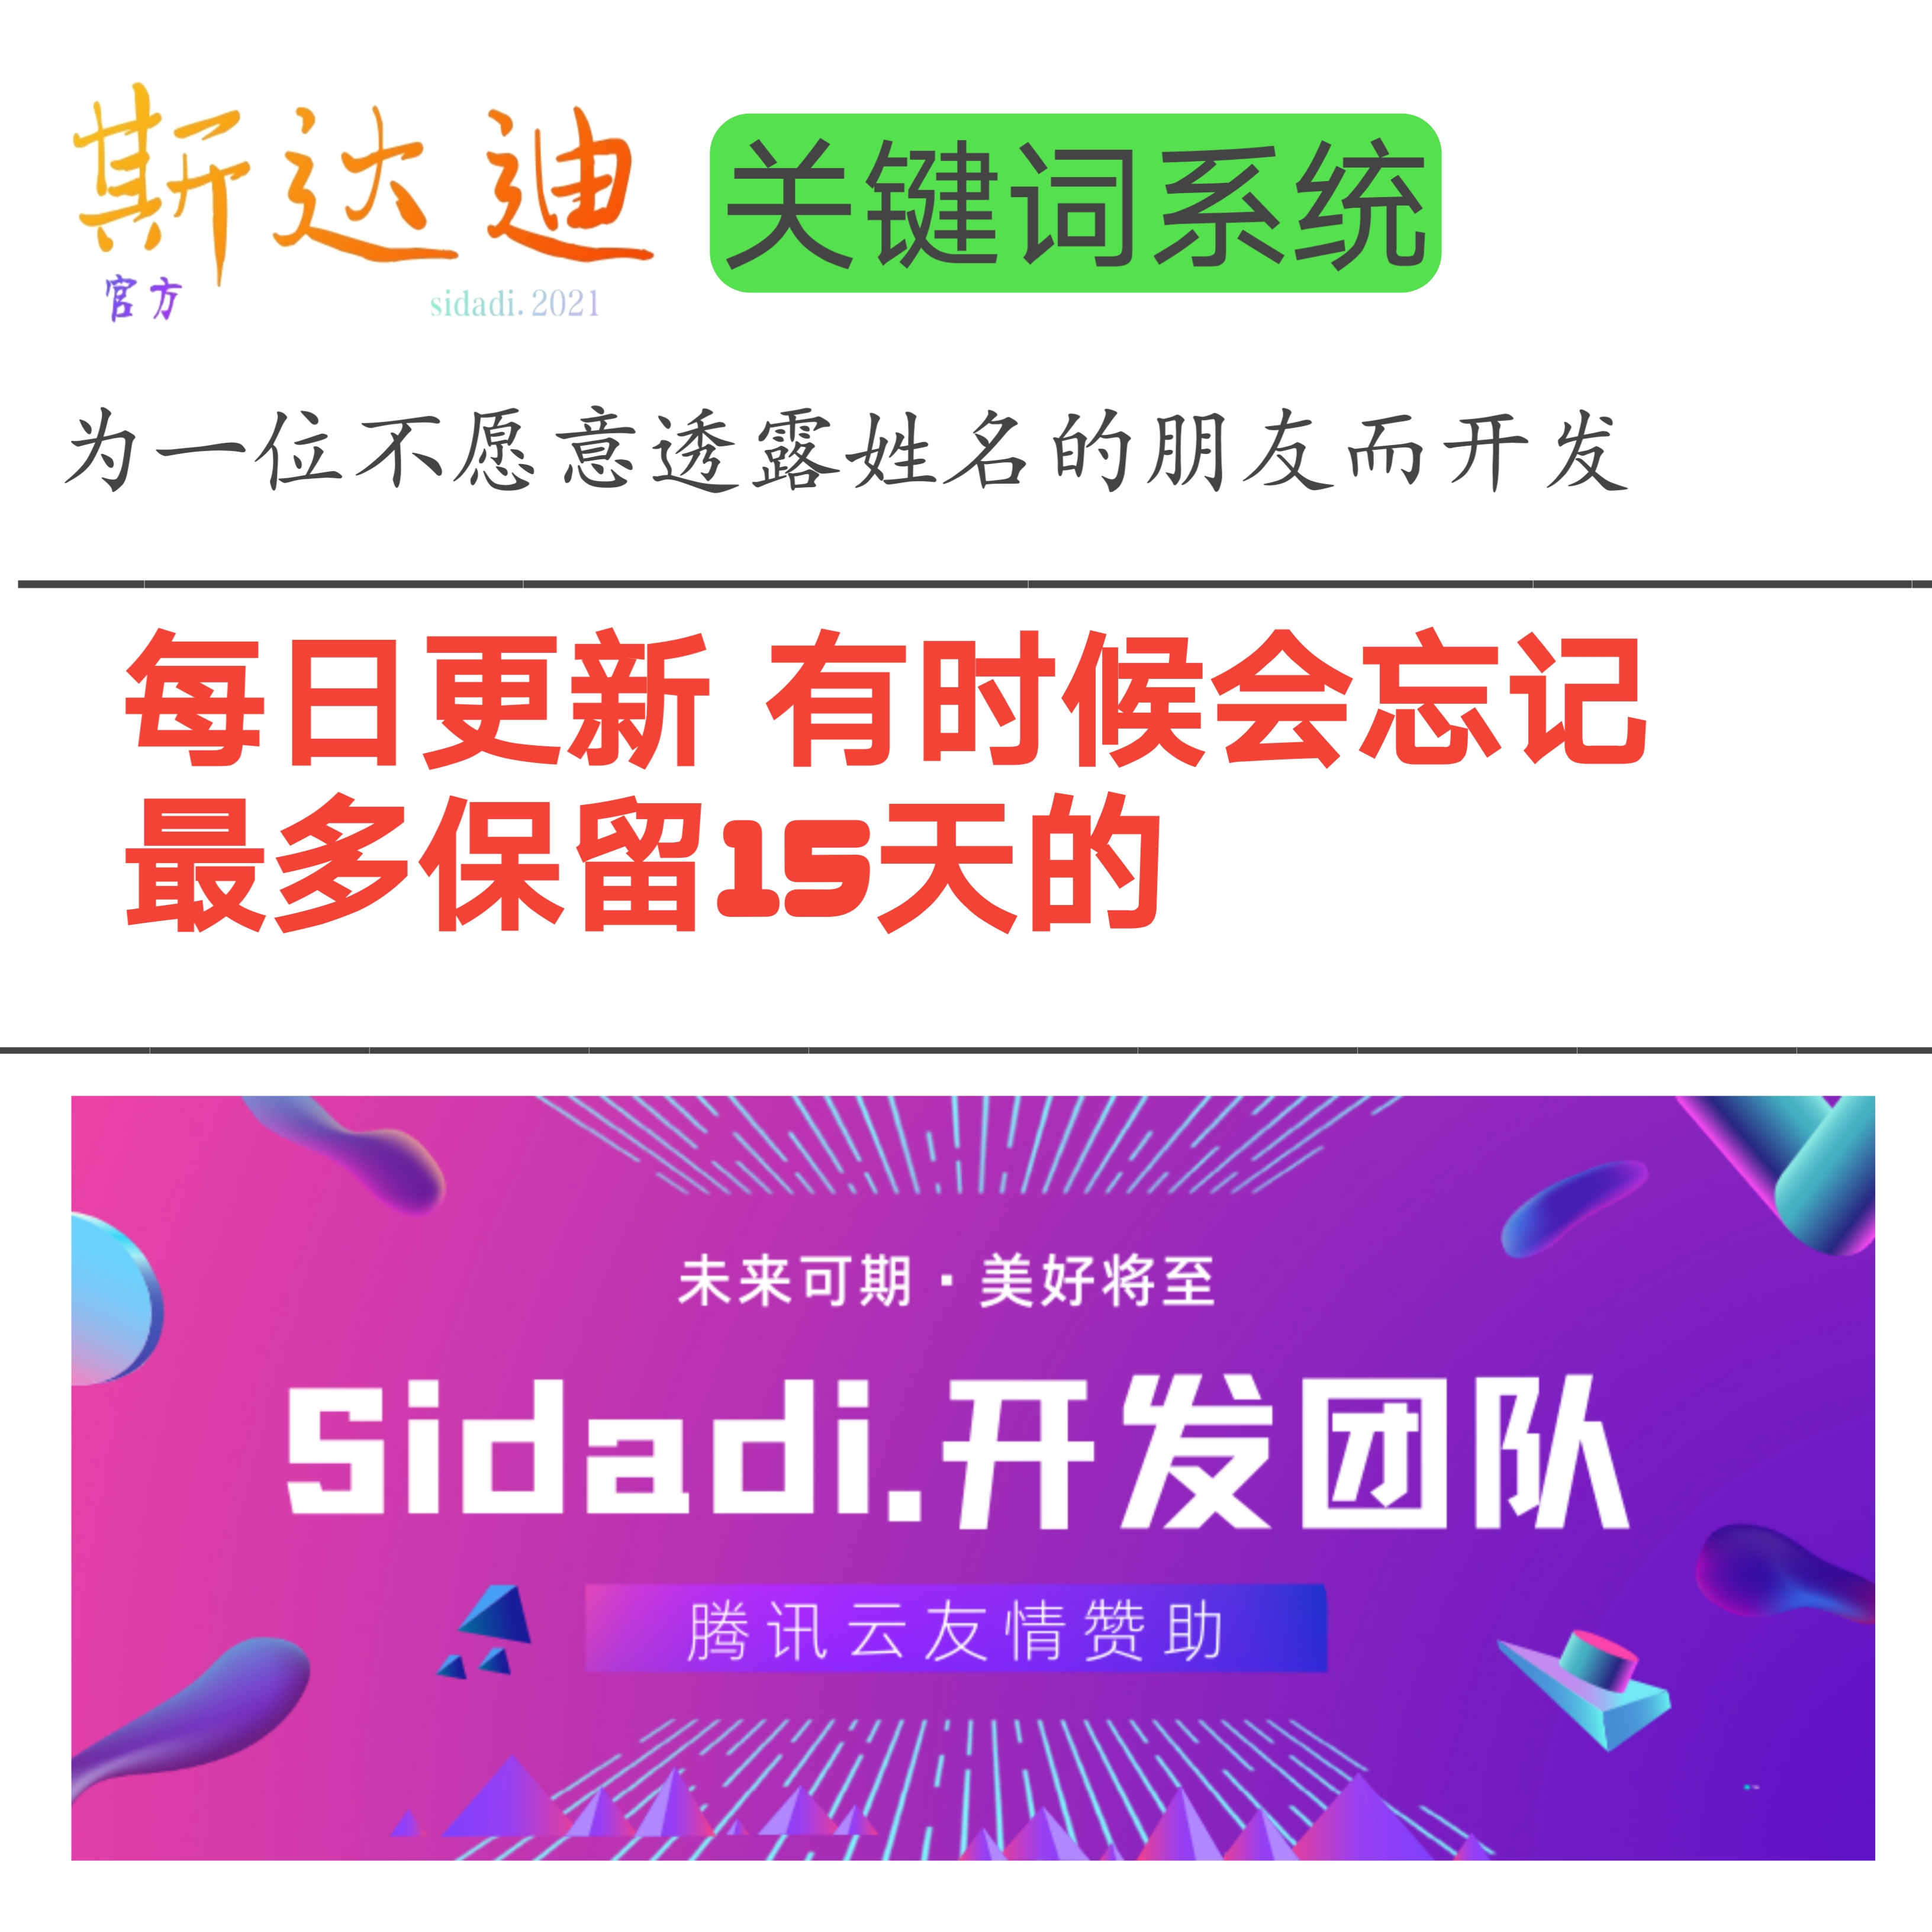 斯达迪 关键词系统
官方 sidadi.2021
为一位不愿意透露姓名的朋友而开发
每日更新 有时候会忘记
最多保留15天的
未来可期·美好将至
Sidadi.开发团队
腾讯云友情赞助